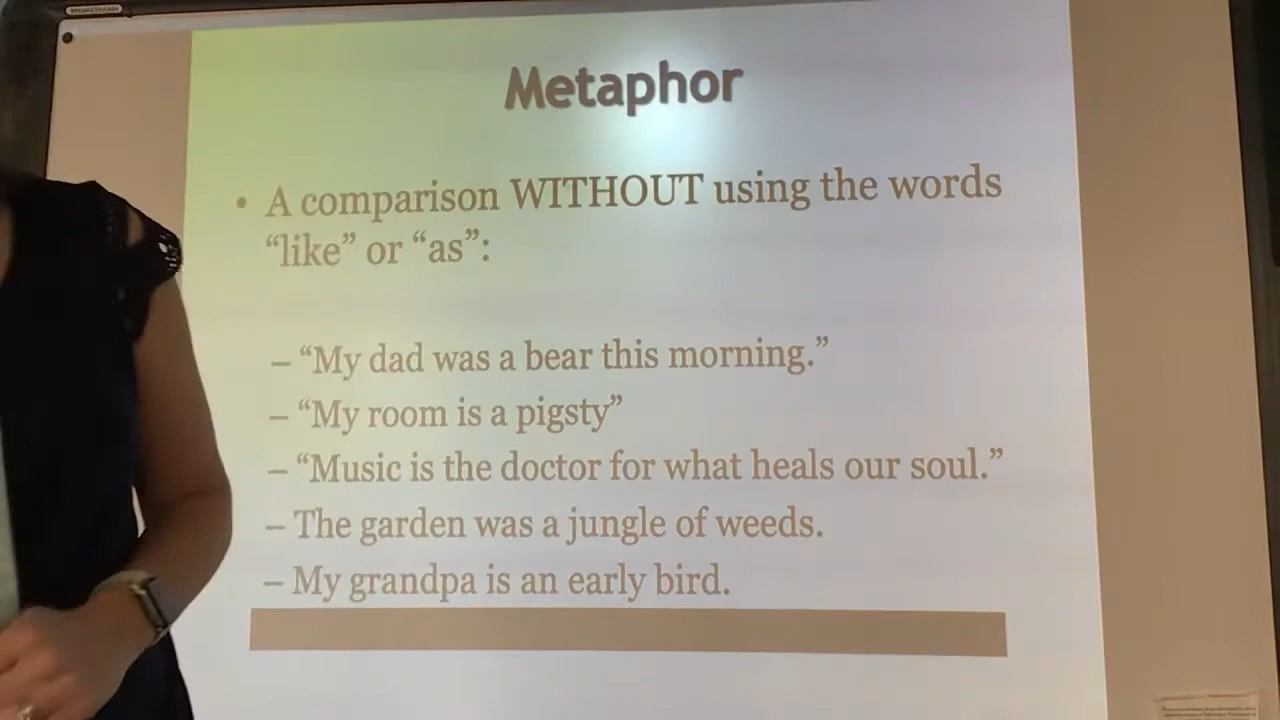 Metaphor
• A comparison WITHOUT using the words
“like” or “as”:
– “My dad was a bear this morning.”
– “My room is a pigsty”
– “Music is the doctor for what heals our soul.”
– The garden was a jungle of weeds.
– My grandpa is an early bird.